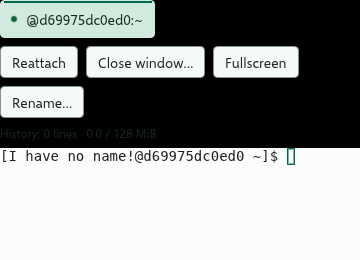 @d69975dc0ed0:~
Reattach Close window... Fullscreen
Rename...
History: 0 lines · 0.0 / 128 MiB
[I have no name!@d69975dc0ed0 ~]$